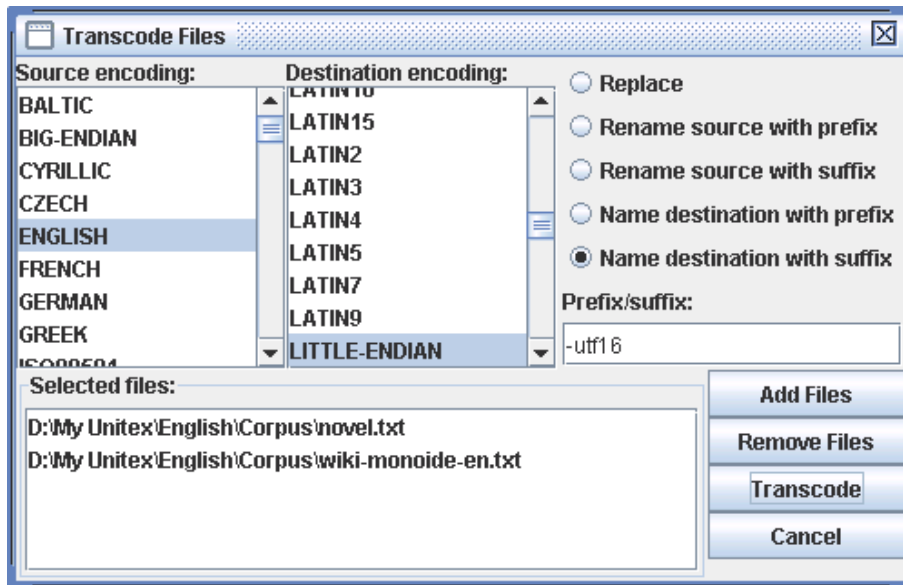 Transcode Files
Source encoding:
BALTIC
BIG-ENDIAN
CYRILLIC
CZECH
ENGLISH
FRENCH
GERMAN
GREEK
Destination encoding:
LATIN10
LATIN15
LATIN2
LATIN3
LATIN4
LATIN5
LATIN7
LATIN9
LITTLE-ENDIAN
Replace
Rename source with prefix
Rename source with suffix
Name destination with prefix
Name destination with suffix
Prefix/suffix:
-utf16
Selected files:
D:\My Unitex\English\Corpus\novel.txt
D:\My Unitex\English\Corpus\wiki-monoide-en.txt
Add Files
Remove Files
Transcode
Cancel